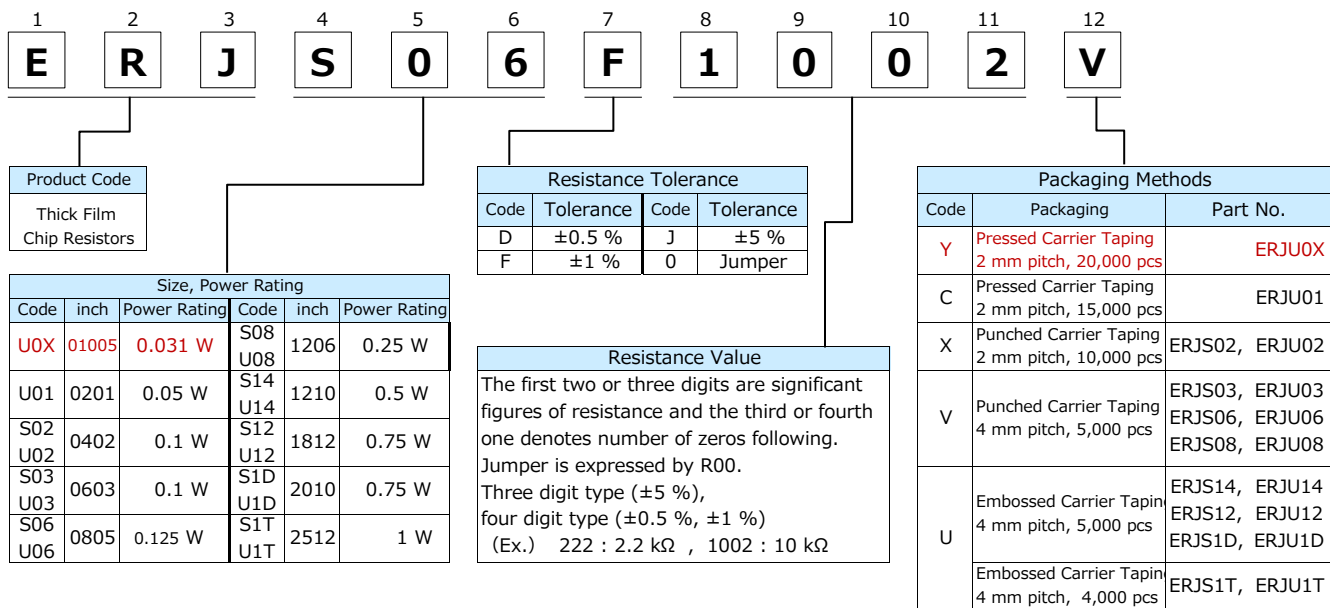 1 2 3 4 5 6 7 8 9 10 11 12
E R J S 0 6 F 1 0 0 2 V
Product Code
Thick Film
Chip Resistors
Size, Power Rating
Code inch Power Rating Code inch Power Rating
U0X 01005 0.031 W S08 U08 1206 0.25 W
U01 0201 0.05 W S14 U14 1210 0.5 W
S02 U02 0402 0.1 W S12 U12 1812 0.75 W
S03 U03 0603 0.1 W S1D U1D 2010 0.75 W
S06 U06 0805 0.125 W S1T U1T 2512 1 W
Resistance Tolerance
Code Tolerance Code Tolerance
D ±0.5 % J ±5 %
F ±1 % 0 Jumper
Resistance Value
The first two or three digits are significant
figures of resistance and the third or fourth
one denotes number of zeros following.
Jumper is expressed by R00.
Three digit type (±5 %),
four digit type (±0.5 %, ±1 %)
(Ex.) 222 : 2.2 kΩ , 1002 : 10 kΩ
Packaging Methods
Code Packaging Part No.
Y Pressed Carrier Taping
2 mm pitch, 20,000 pcs ERJU0X
C Pressed Carrier Taping
2 mm pitch, 15,000 pcs ERJU01
X Punched Carrier Taping
2 mm pitch, 10,000 pcs ERJS02, ERJU02
V Punched Carrier Taping
4 mm pitch, 5,000 pcs
ERJS03, ERJU03
ERJS06, ERJU06
ERJS08, ERJU08
U Embossed Carrier Taping
4 mm pitch, 5,000 pcs
ERJS14, ERJU14
ERJS12, ERJU12
ERJS1D, ERJU1D
Embossed Carrier Taping
4 mm pitch, 4,000 pcs ERJS1T, ERJU1T